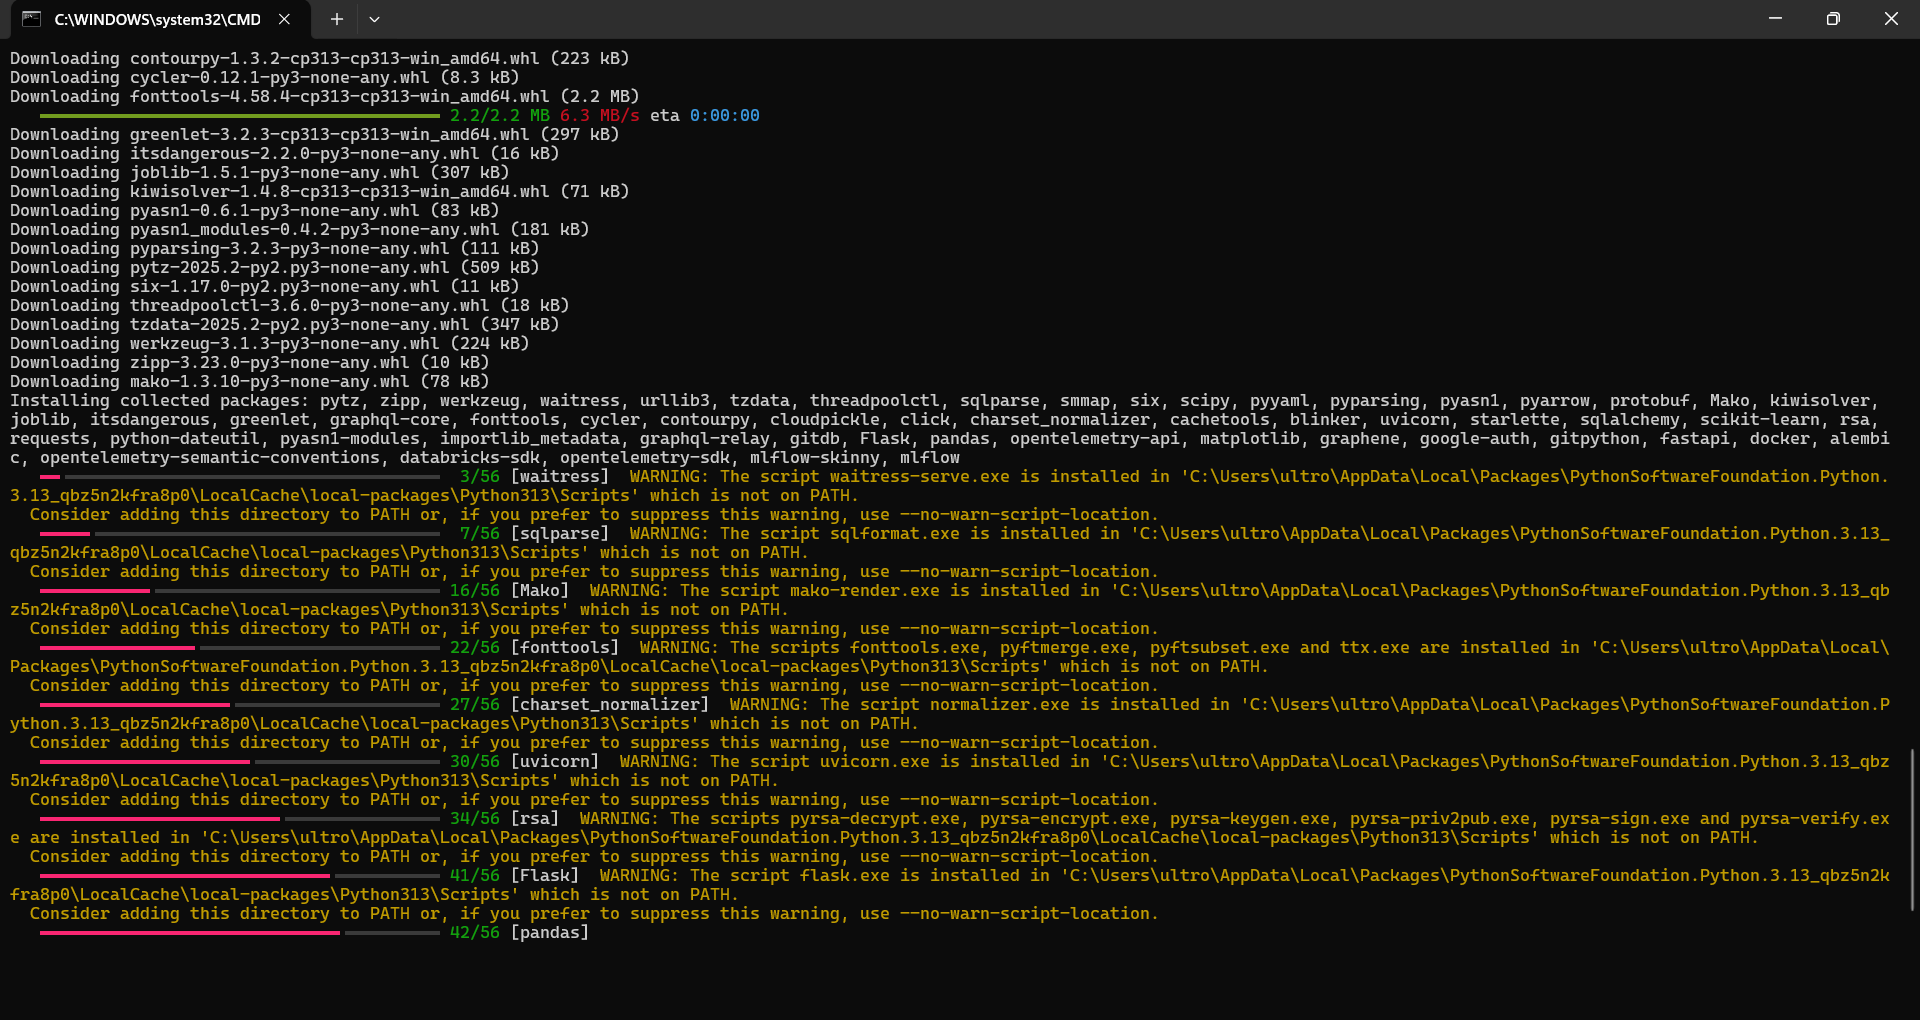 C:\WINDOWS\system32\CMD
Downloading contourpy-1.3.2-cp313-cp313-win_amd64.whl (223 kB)
Downloading cycler-0.12.1-py3-none-any.whl (8.3 kB)
Downloading fonttools-4.58.4-cp313-cp313-win_amd64.whl (2.2 MB)
2.2/2.2 MB 6.3 MB/s eta 0:00:00
Downloading greenlet-3.2.3-cp313-cp313-win_amd64.whl (297 kB)
Downloading itsdangerous-2.2.0-py3-none-any.whl (16 kB)
Downloading joblib-1.5.1-py3-none-any.whl (307 kB)
Downloading kiwisolver-1.4.8-cp313-cp313-win_amd64.whl (71 kB)
Downloading pyasn1-0.6.1-py3-none-any.whl (83 kB)
Downloading pyasn1_modules-0.4.2-py3-none-any.whl (181 kB)
Downloading pyparsing-3.2.3-py3-none-any.whl (111 kB)
Downloading pytz-2025.2-py2.py3-none-any.whl (509 kB)
Downloading six-1.17.0-py2.py3-none-any.whl (11 kB)
Downloading threadpoolctl-3.6.0-py3-none-any.whl (18 kB)
Downloading tzdata-2025.2-py2.py3-none-any.whl (347 kB)
Downloading werkzeug-3.1.3-py3-none-any.whl (224 kB)
Downloading zipp-3.23.0-py3-none-any.whl (10 kB)
Downloading mako-1.3.10-py3-none-any.whl (78 kB)
Installing collected packages: pytz, zipp, werkzeug, waitress, urllib3, tzdata, threadpoolctl, sqlparse, smmap, six, scipy, pyyaml, pyparsing, pyasn1, pyarrow, protobuf, Mako, kiwisolver,
joblib, itsdangerous, greenlet, graphql-core, fonttools, cycler, contourpy, cloudpickle, click, charset_normalizer, cachetools, blinker, uvicorn, starlette, sqlalchemy, scikit-learn, rsa,
requests, python-dateutil, pyasn1-modules, importlib_metadata, graphql-relay, gitdb, Flask, pandas, opentelemetry-api, matplotlib, graphene, google-auth, gitpython, fastapi, docker, alembi
c, opentelemetry-semantic-conventions, databricks-sdk, opentelemetry-sdk, mlflow-skinny, mlflow
3/56 [waitress]  WARNING: The script waitress-serve.exe is installed in 'C:\Users\ultro\AppData\Local\Packages\PythonSoftwareFoundation.Python.
3.13_qbz5n2kfra8p0\LocalCache\local-packages\Python313\Scripts' which is not on PATH.
Consider adding this directory to PATH or, if you prefer to suppress this warning, use --no-warn-script-location.
7/56 [sqlparse]  WARNING: The script sqlformat.exe is installed in 'C:\Users\ultro\AppData\Local\Packages\PythonSoftwareFoundation.Python.3.13_
qbz5n2kfra8p0\LocalCache\local-packages\Python313\Scripts' which is not on PATH.
Consider adding this directory to PATH or, if you prefer to suppress this warning, use --no-warn-script-location.
16/56 [Mako]  WARNING: The script mako-render.exe is installed in 'C:\Users\ultro\AppData\Local\Packages\PythonSoftwareFoundation.Python.3.13_qb
z5n2kfra8p0\LocalCache\local-packages\Python313\Scripts' which is not on PATH.
Consider adding this directory to PATH or, if you prefer to suppress this warning, use --no-warn-script-location.
22/56 [fonttools]  WARNING: The scripts fonttools.exe, pyftmerge.exe, pyftsubset.exe and ttx.exe are installed in 'C:\Users\ultro\AppData\Local\
Packages\PythonSoftwareFoundation.Python.3.13_qbz5n2kfra8p0\LocalCache\local-packages\Python313\Scripts' which is not on PATH.
Consider adding this directory to PATH or, if you prefer to suppress this warning, use --no-warn-script-location.
27/56 [charset_normalizer]  WARNING: The script normalizer.exe is installed in 'C:\Users\ultro\AppData\Local\Packages\PythonSoftwareFoundation.P
ython.3.13_qbz5n2kfra8p0\LocalCache\local-packages\Python313\Scripts' which is not on PATH.
Consider adding this directory to PATH or, if you prefer to suppress this warning, use --no-warn-script-location.
30/56 [uvicorn]  WARNING: The script uvicorn.exe is installed in 'C:\Users\ultro\AppData\Local\Packages\PythonSoftwareFoundation.Python.3.13_qbz
5n2kfra8p0\LocalCache\local-packages\Python313\Scripts' which is not on PATH.
Consider adding this directory to PATH or, if you prefer to suppress this warning, use --no-warn-script-location.
34/56 [rsa]  WARNING: The scripts pyrsa-decrypt.exe, pyrsa-encrypt.exe, pyrsa-keygen.exe, pyrsa-priv2pub.exe, pyrsa-sign.exe and pyrsa-verify.ex
e are installed in 'C:\Users\ultro\AppData\Local\Packages\PythonSoftwareFoundation.Python.3.13_qbz5n2kfra8p0\LocalCache\local-packages\Python313\Scripts' which is not on PATH.
Consider adding this directory to PATH or, if you prefer to suppress this warning, use --no-warn-script-location.
41/56 [Flask]  WARNING: The script flask.exe is installed in 'C:\Users\ultro\AppData\Local\Packages\PythonSoftwareFoundation.Python.3.13_qbz5n2k
fra8p0\LocalCache\local-packages\Python313\Scripts' which is not on PATH.
Consider adding this directory to PATH or, if you prefer to suppress this warning, use --no-warn-script-location.
42/56 [pandas]